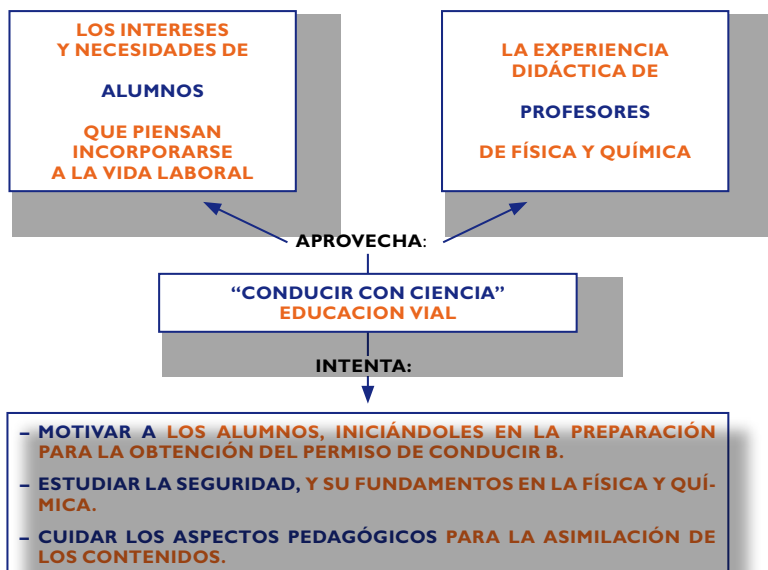 LOS INTERESES
Y NECESIDADES DE
ALUMNOS
QUE PIENSAN
INCORPORARSE
A LA VIDA LABORAL
LA EXPERIENCIA
DIDÁCTICA DE
PROFESORES
DE FÍSICA Y QUÍMICA
APROVECHA:
“CONDUCIR CON CIENCIA”
EDUCACION VIAL
INTENTA:
– MOTIVAR A LOS ALUMNOS, INICIÁNDOLES EN LA PREPARACIÓN
PARA LA OBTENCIÓN DEL PERMISO DE CONDUCIR B.
– ESTUDIAR LA SEGURIDAD, Y SU FUNDAMENTOS EN LA FÍSICA Y QUÍ-
MICA.
– CUIDAR LOS ASPECTOS PEDAGÓGICOS PARA LA ASIMILACIÓN DE
LOS CONTENIDOS.